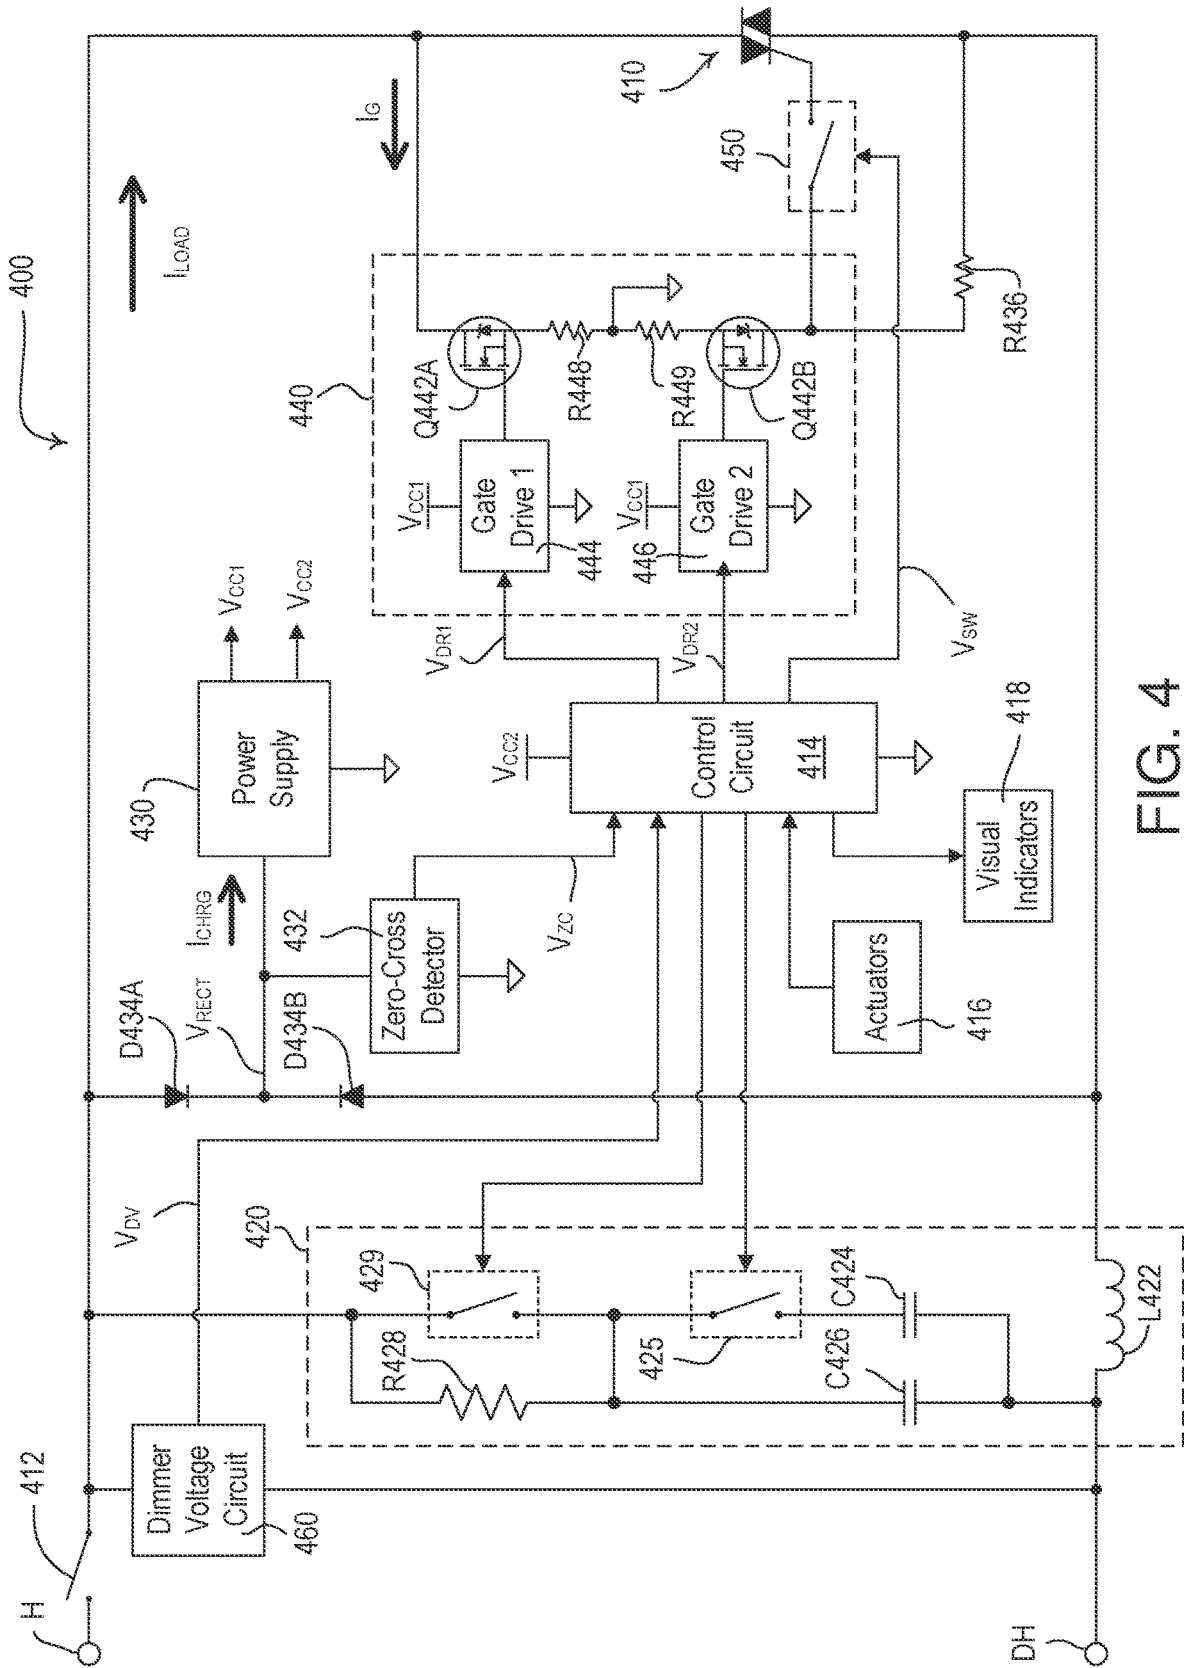 400
H
412
I_LOAD
Dimmer
Voltage
Circuit
460
V_DV
420
D434A
V_RECT
D434B
I_CHRG
430
Power
Supply
V_CC1
V_CC2
432
Zero-Cross
Detector
V_ZC
429
R428
425
C426
C424
L422
DH
V_CC2
Control
Circuit
414
V_DR1
V_DR2
V_SW
Actuators
416
Visual
Indicators
418
440
V_CC1
Gate
Drive 1
444
Q442A
R448
R449
V_CC1
Gate
Drive 2
446
Q442B
I_G
450
410
R436
FIG. 4